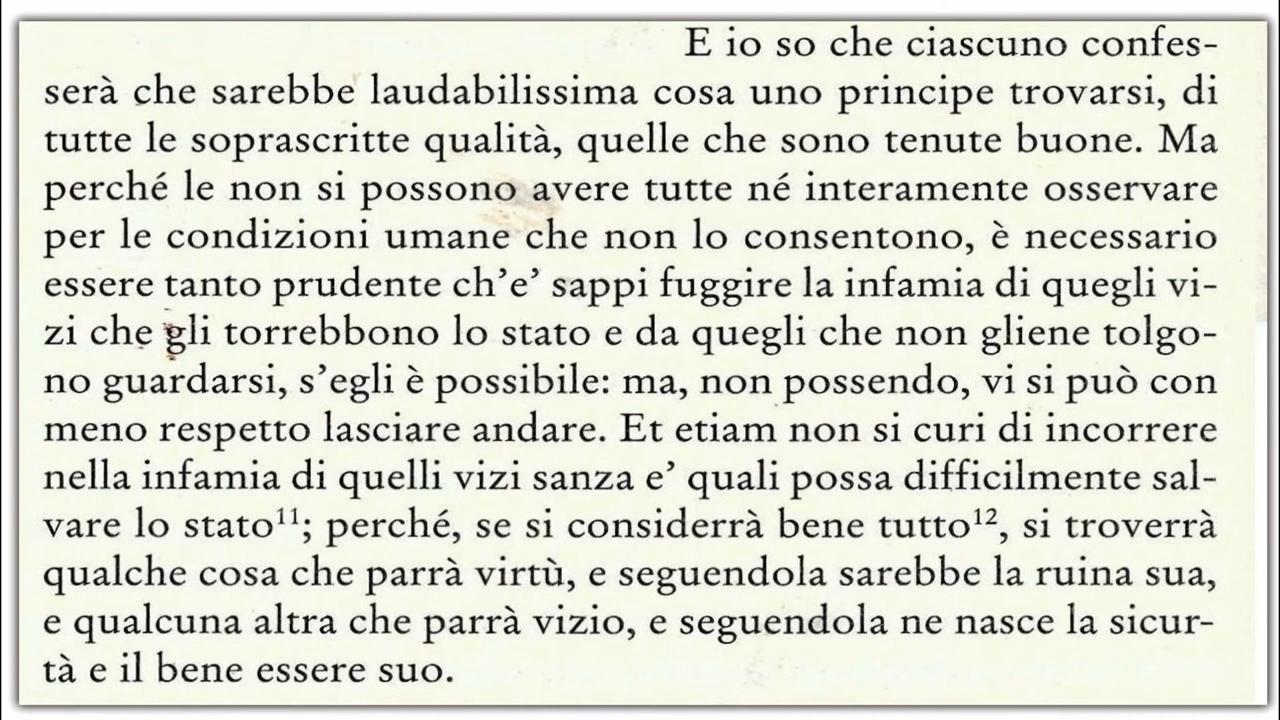 E io so che ciascuno confes-
serà che sarebbe laudabilissima cosa uno principe trovarsi, di
tutte le soprascritte qualità, quelle che sono tenute buone. Ma
perché le non si possono avere tutte né interamente osservare
per le condizioni umane che non lo consentono, è necessario
essere tanto prudente ch’e’ sappi fuggire la infamia di quegli vi-
zi che gli torrebbono lo stato e da quegli che non gliene tolgo-
no guardarsi, s’egli è possibile: ma, non possendo, vi si può con
meno respetto lasciare andare. Et etiam non si curi di incorrere
nella infamia di quelli vizi sanza e’ quali possa difficilmente sal-
vare lo stato¹¹; perché, se si considerrà bene tutto¹², si troverrà
qualche cosa che parrà virtù, e seguendola sarebbe la ruina sua,
e qualcuna altra che parrà vizio, e seguendola ne nasce la sicur-
tà e il bene essere suo.